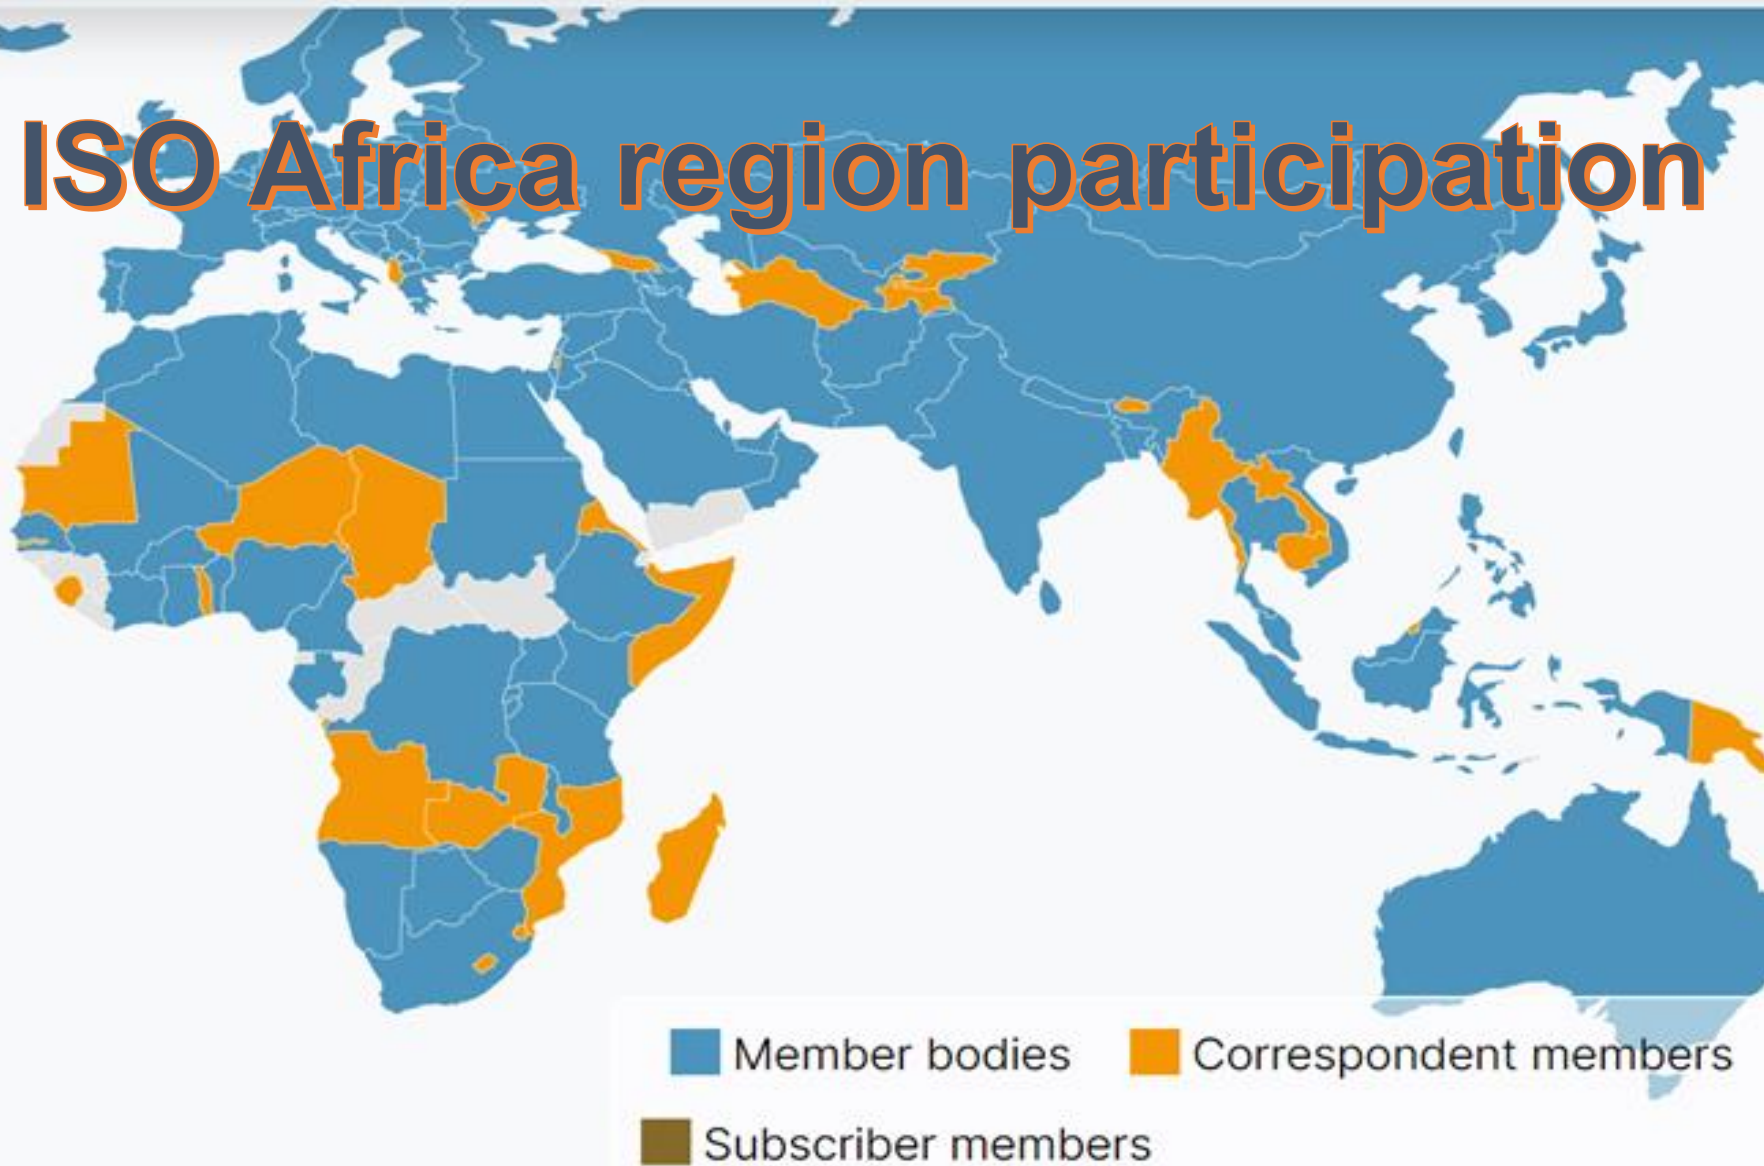 ISO Africa region participation
Member bodies
Correspondent members
Subscriber members